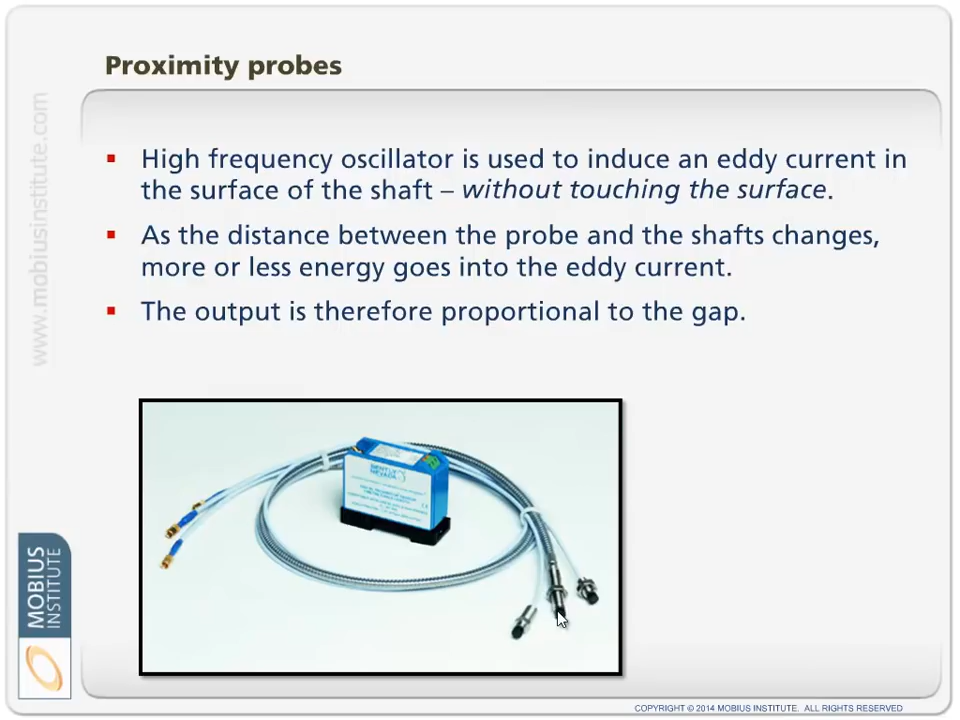 Proximity probes
High frequency oscillator is used to induce an eddy current in
the surface of the shaft – without touching the surface.
As the distance between the probe and the shafts changes,
more or less energy goes into the eddy current.
The output is therefore proportional to the gap.
www.mobiusinstitute.com
BENTLY
NEVADA
MOBIUS
INSTITUTE
COPYRIGHT © 2014 MOBIUS INSTITUTE. ALL RIGHTS RESERVED